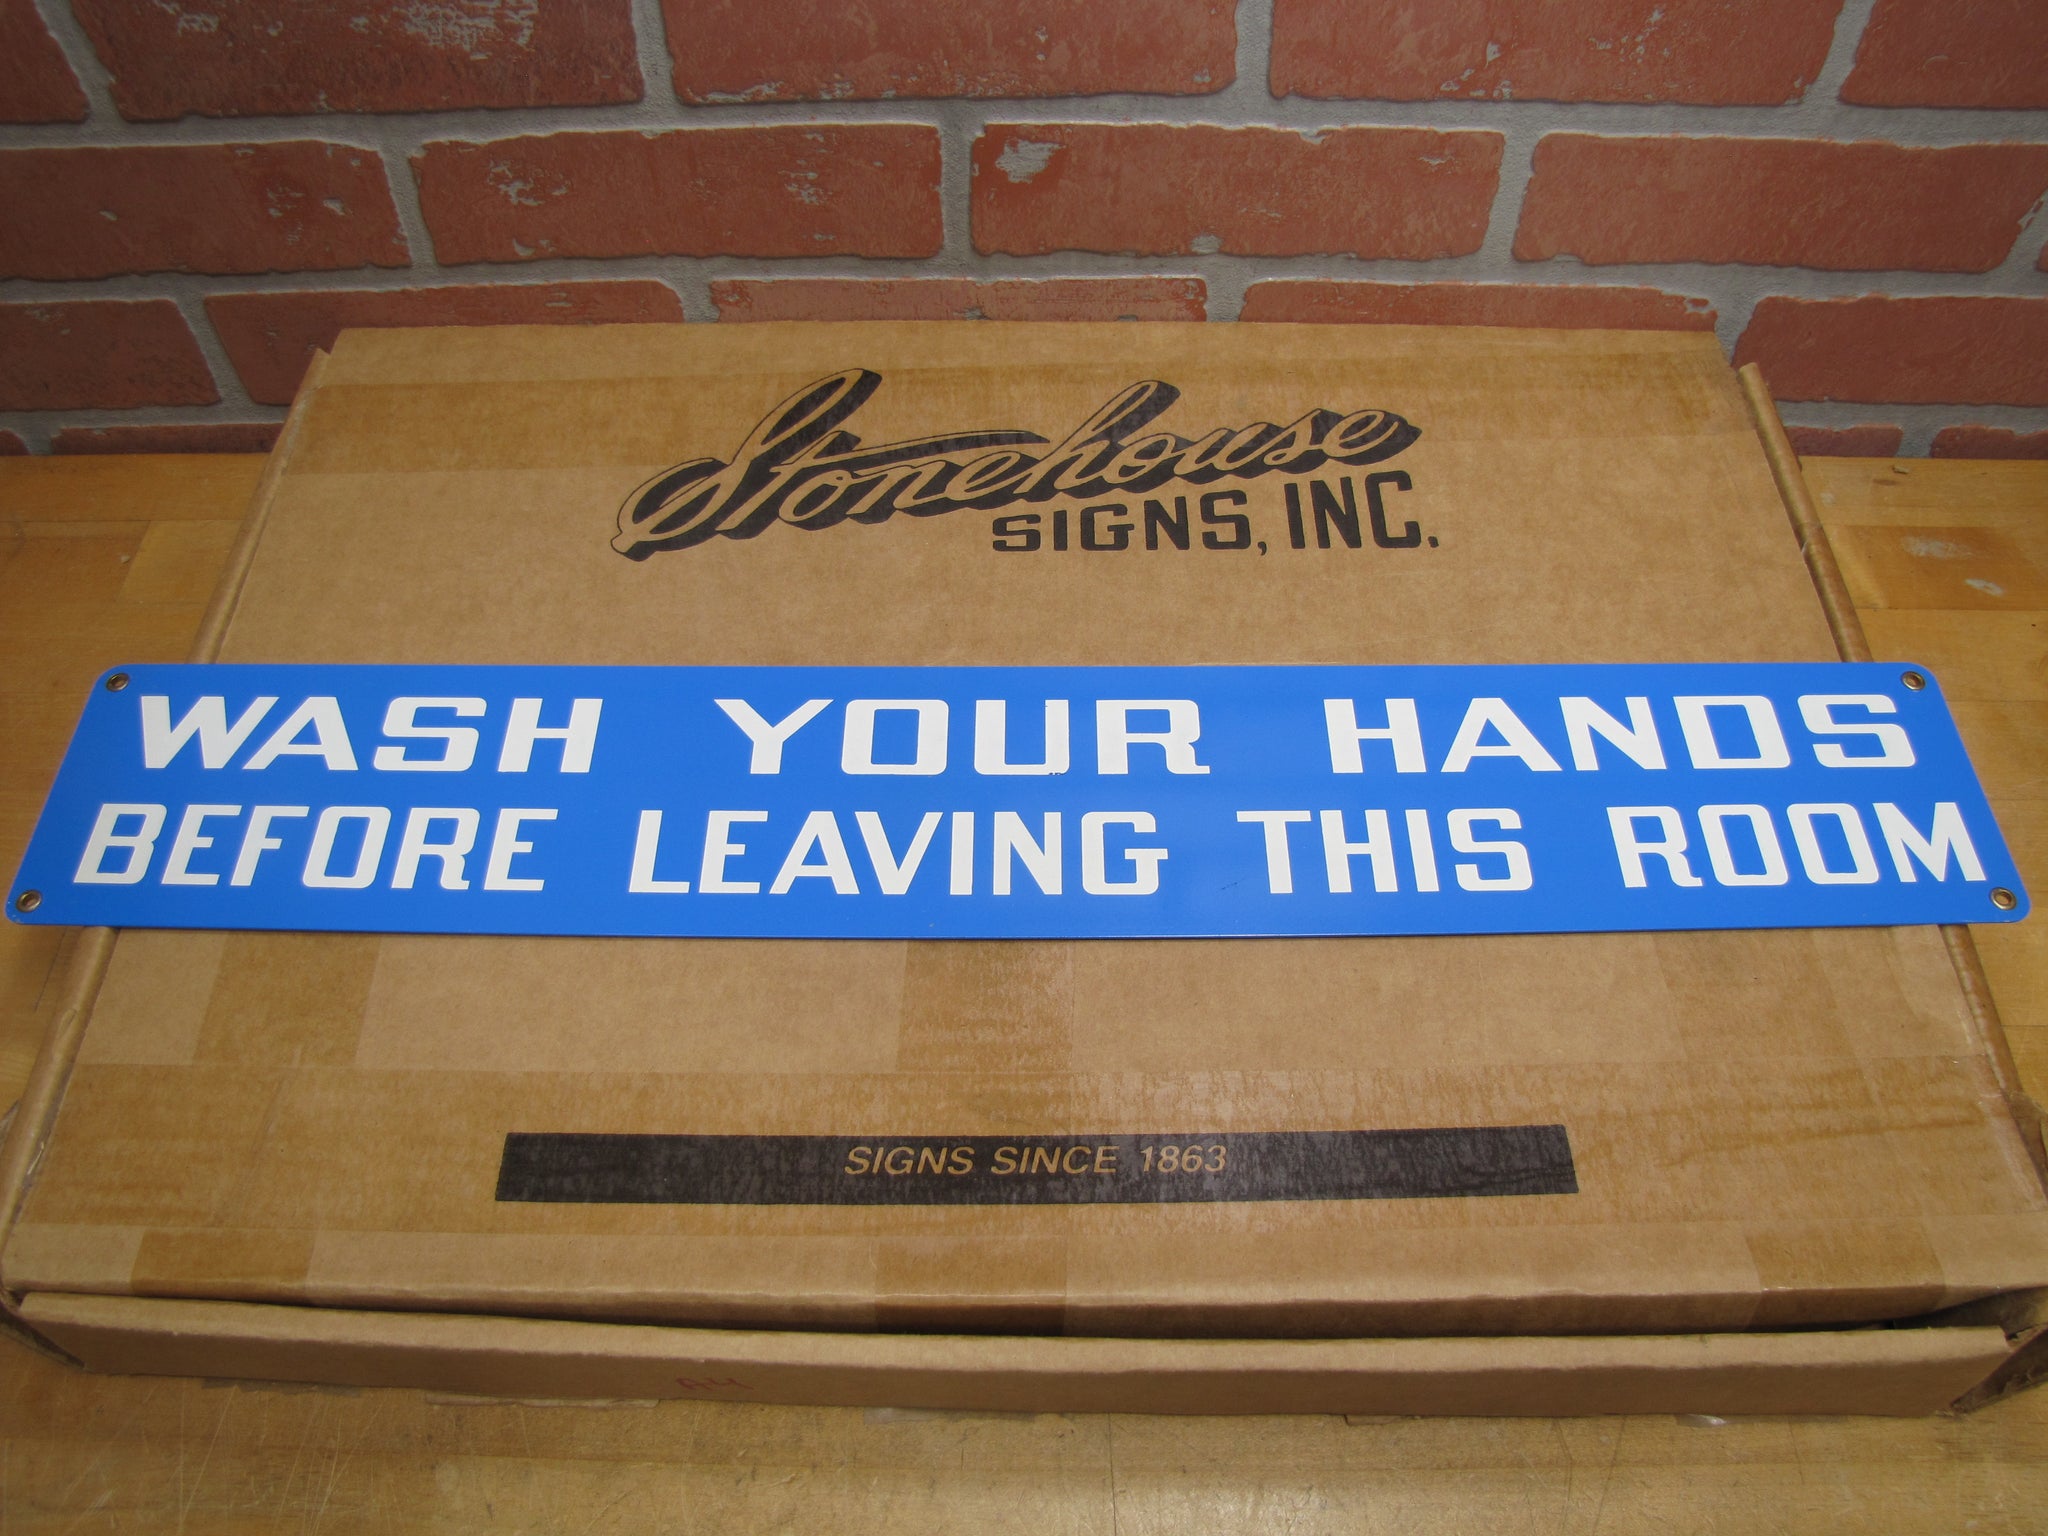 Stonehouse
SIGNS, INC.
WASH YOUR HANDS
BEFORE LEAVING THIS ROOM
SIGNS SINCE 1863